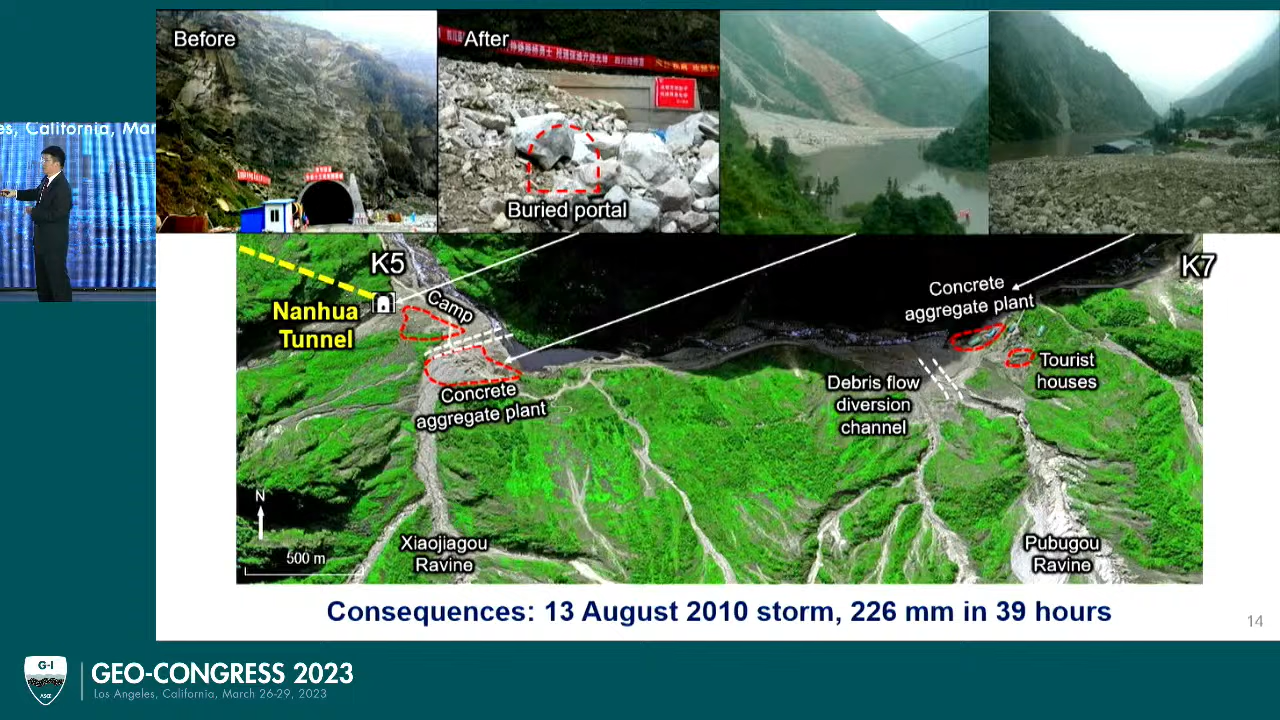 es, California, Mar
Before
After
Buried portal
K5
K7
Nanhua
Tunnel
Camp
Concrete
aggregate plant
Concrete
aggregate plant
Tourist
houses
Debris flow
diversion
channel
N
500 m
Xiaojiagou
Ravine
Pubugou
Ravine
Consequences: 13 August 2010 storm, 226 mm in 39 hours
14
G-I
ASCE
GEO-CONGRESS 2023
Los Angeles, California, March 26-29, 2023